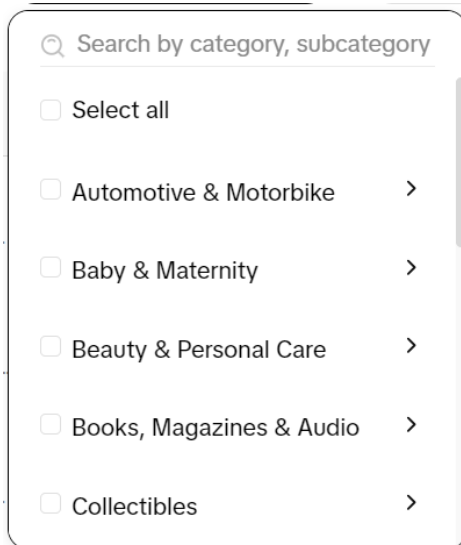 Search by category, subcategory
Select all
Automotive & Motorbike
Baby & Maternity
Beauty & Personal Care
Books, Magazines & Audio
Collectibles